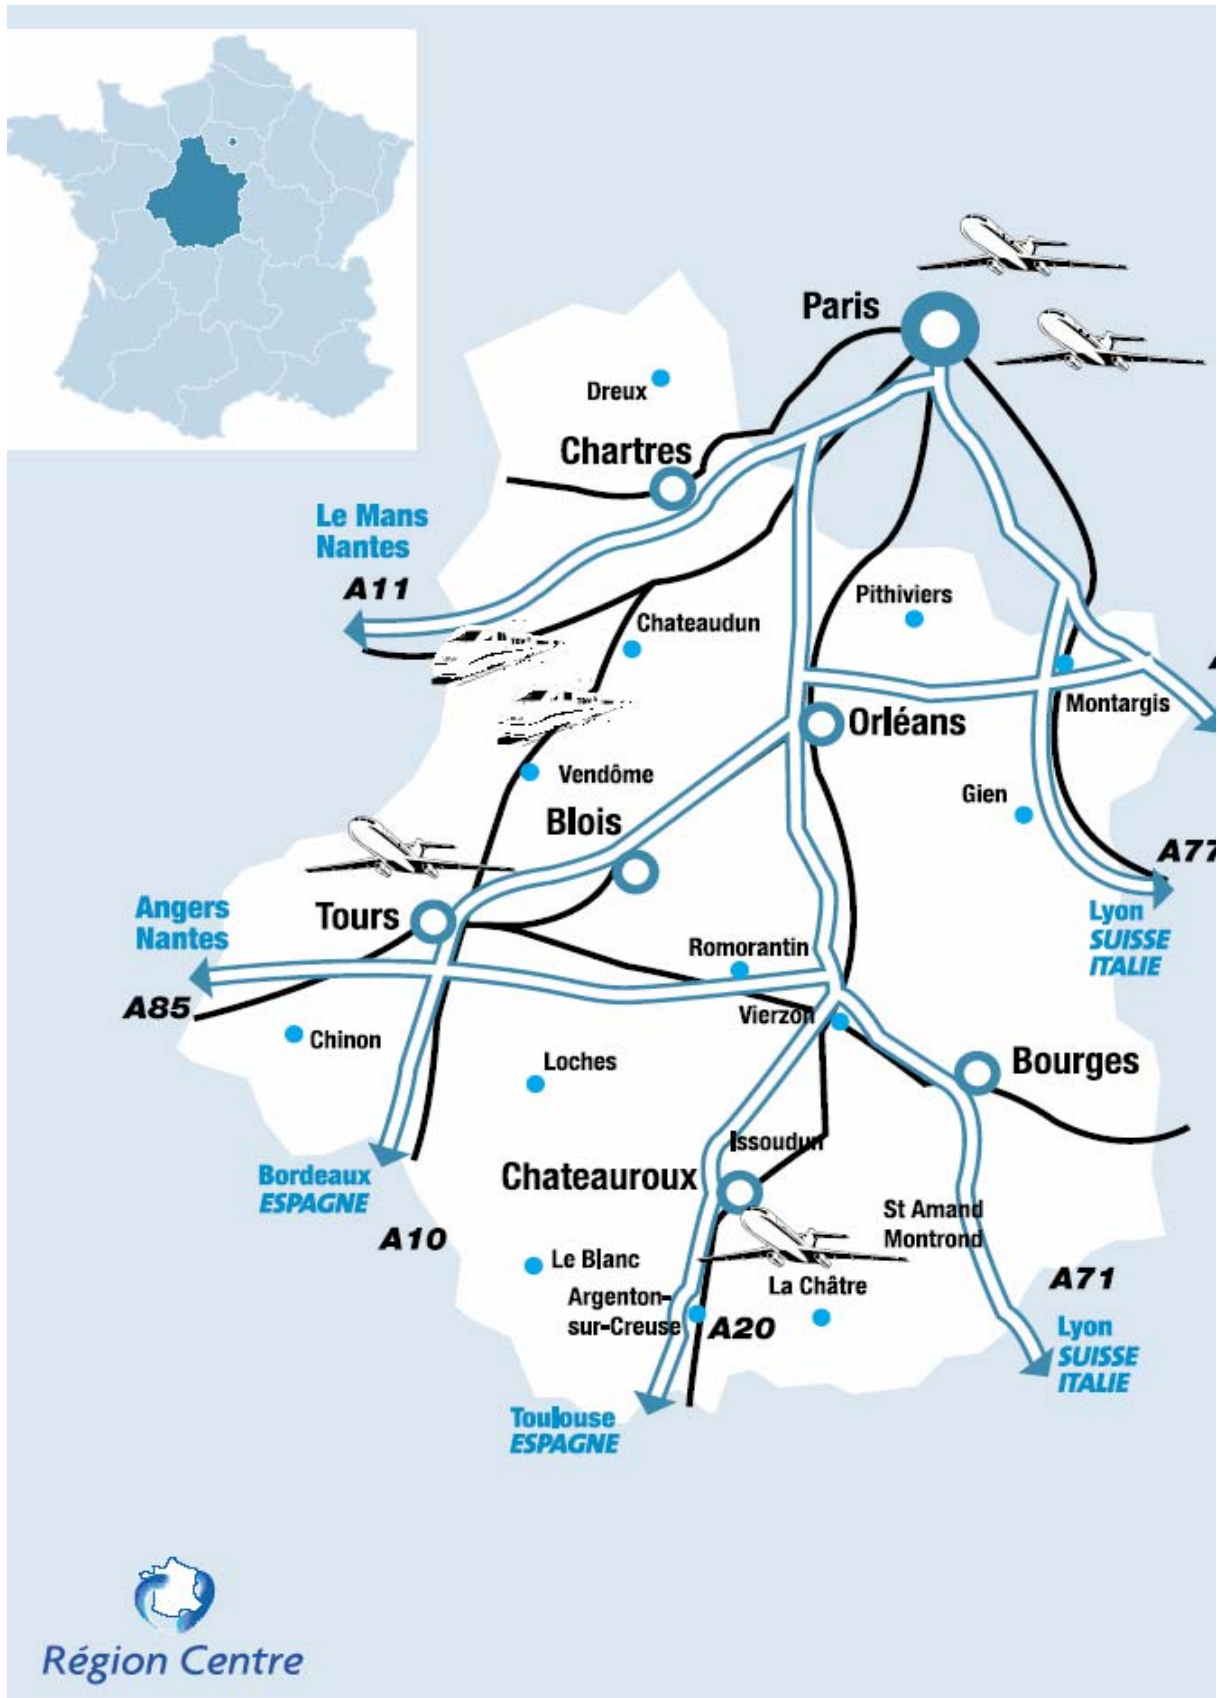 Paris
Dreux
Chartres
Le Mans
Nantes
A11
Pithiviers
Chateaudun
Montargis
Orléans
Vendôme
Gien
Blois
A77
Angers
Nantes
Tours
Lyon
SUISSE
ITALIE
Romorantin
A85
Vierzon
Chinon
Loches
Bourges
Issoudun
Bordeaux
ESPAGNE
Chateauroux
St Amand
Montrond
A10
Le Blanc
La Châtre
A71
Argenton-
sur-Creuse
A20
Lyon
SUISSE
ITALIE
Toulouse
ESPAGNE
Région Centre